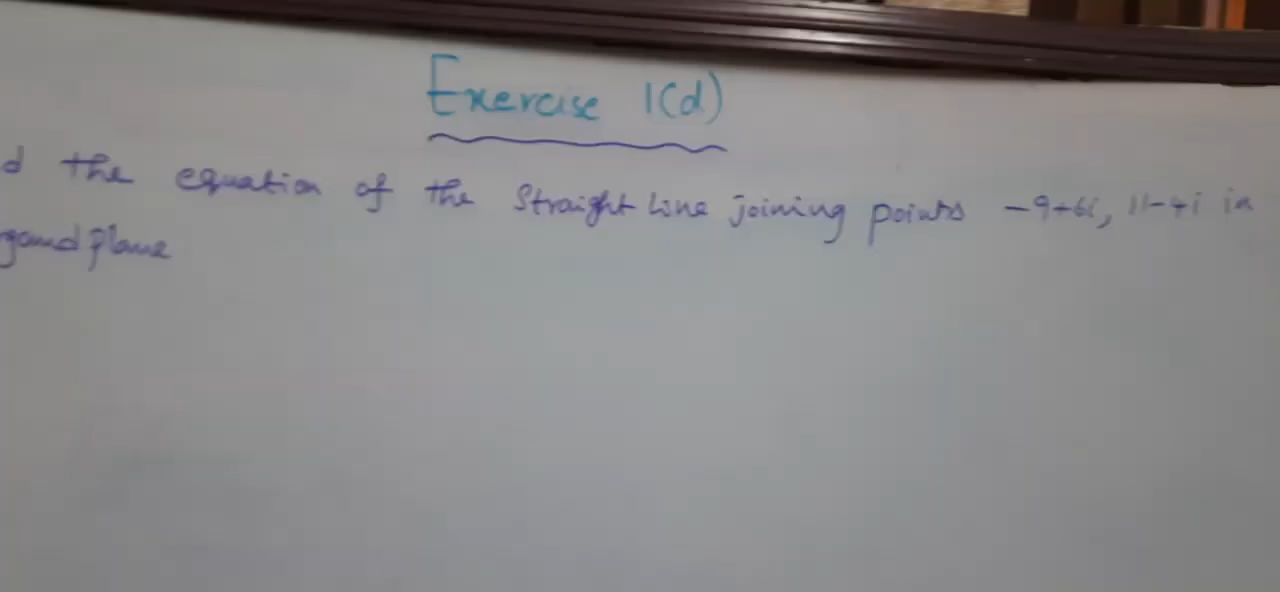 Exercise 1(d)
d the equation of the Straight line joining points -9+6i, 11-4i in
gand plane